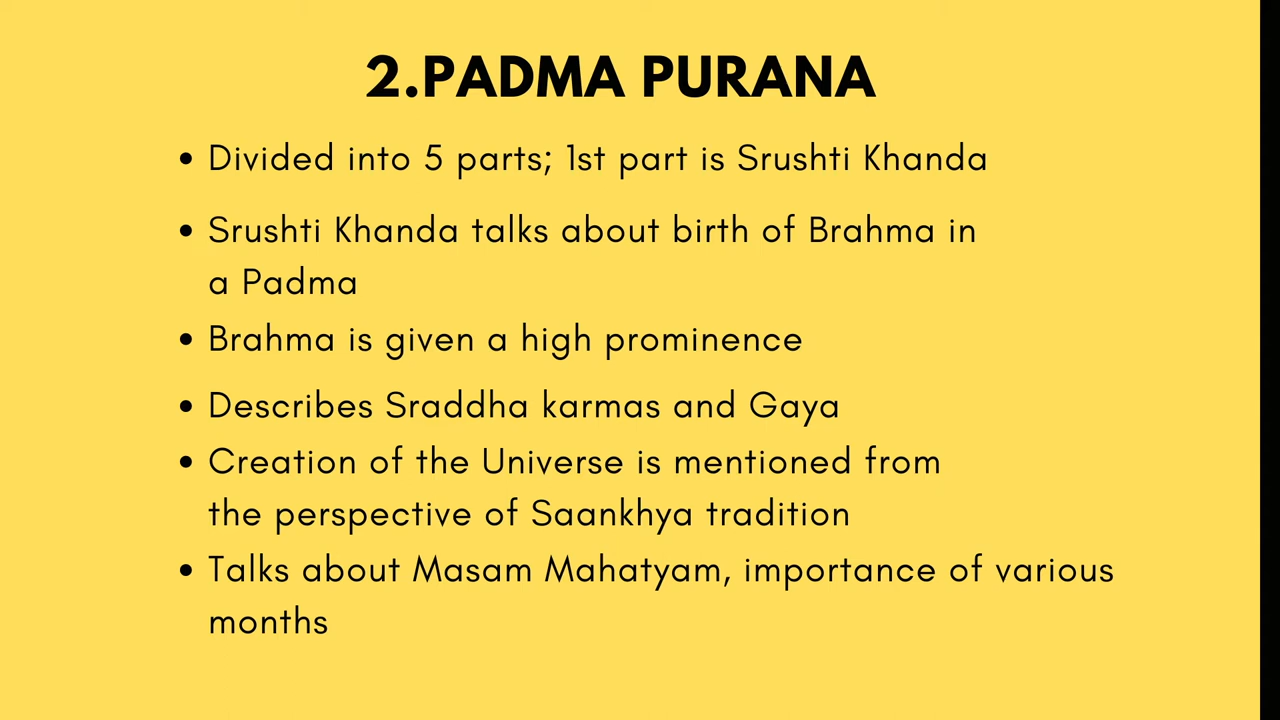 2.PADMA PURANA
• Divided into 5 parts; 1st part is Srushti Khanda
• Srushti Khanda talks about birth of Brahma in
a Padma
• Brahma is given a high prominence
• Describes Sraddha karmas and Gaya
• Creation of the Universe is mentioned from
the perspective of Saankhya tradition
• Talks about Masam Mahatyam, importance of various
months